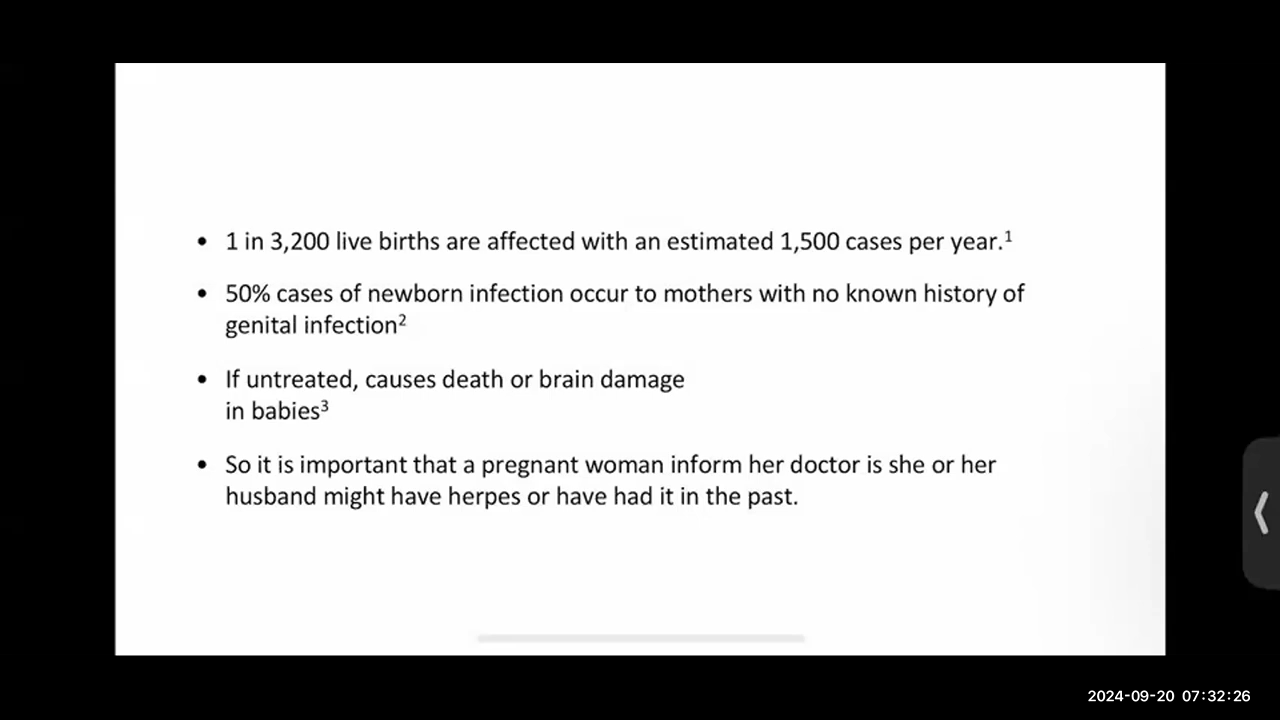 • 1 in 3,200 live births are affected with an estimated 1,500 cases per year.¹
• 50% cases of newborn infection occur to mothers with no known history of
genital infection²
• If untreated, causes death or brain damage
in babies³
• So it is important that a pregnant woman inform her doctor is she or her
husband might have herpes or have had it in the past.
2024-09-20 07:32:26